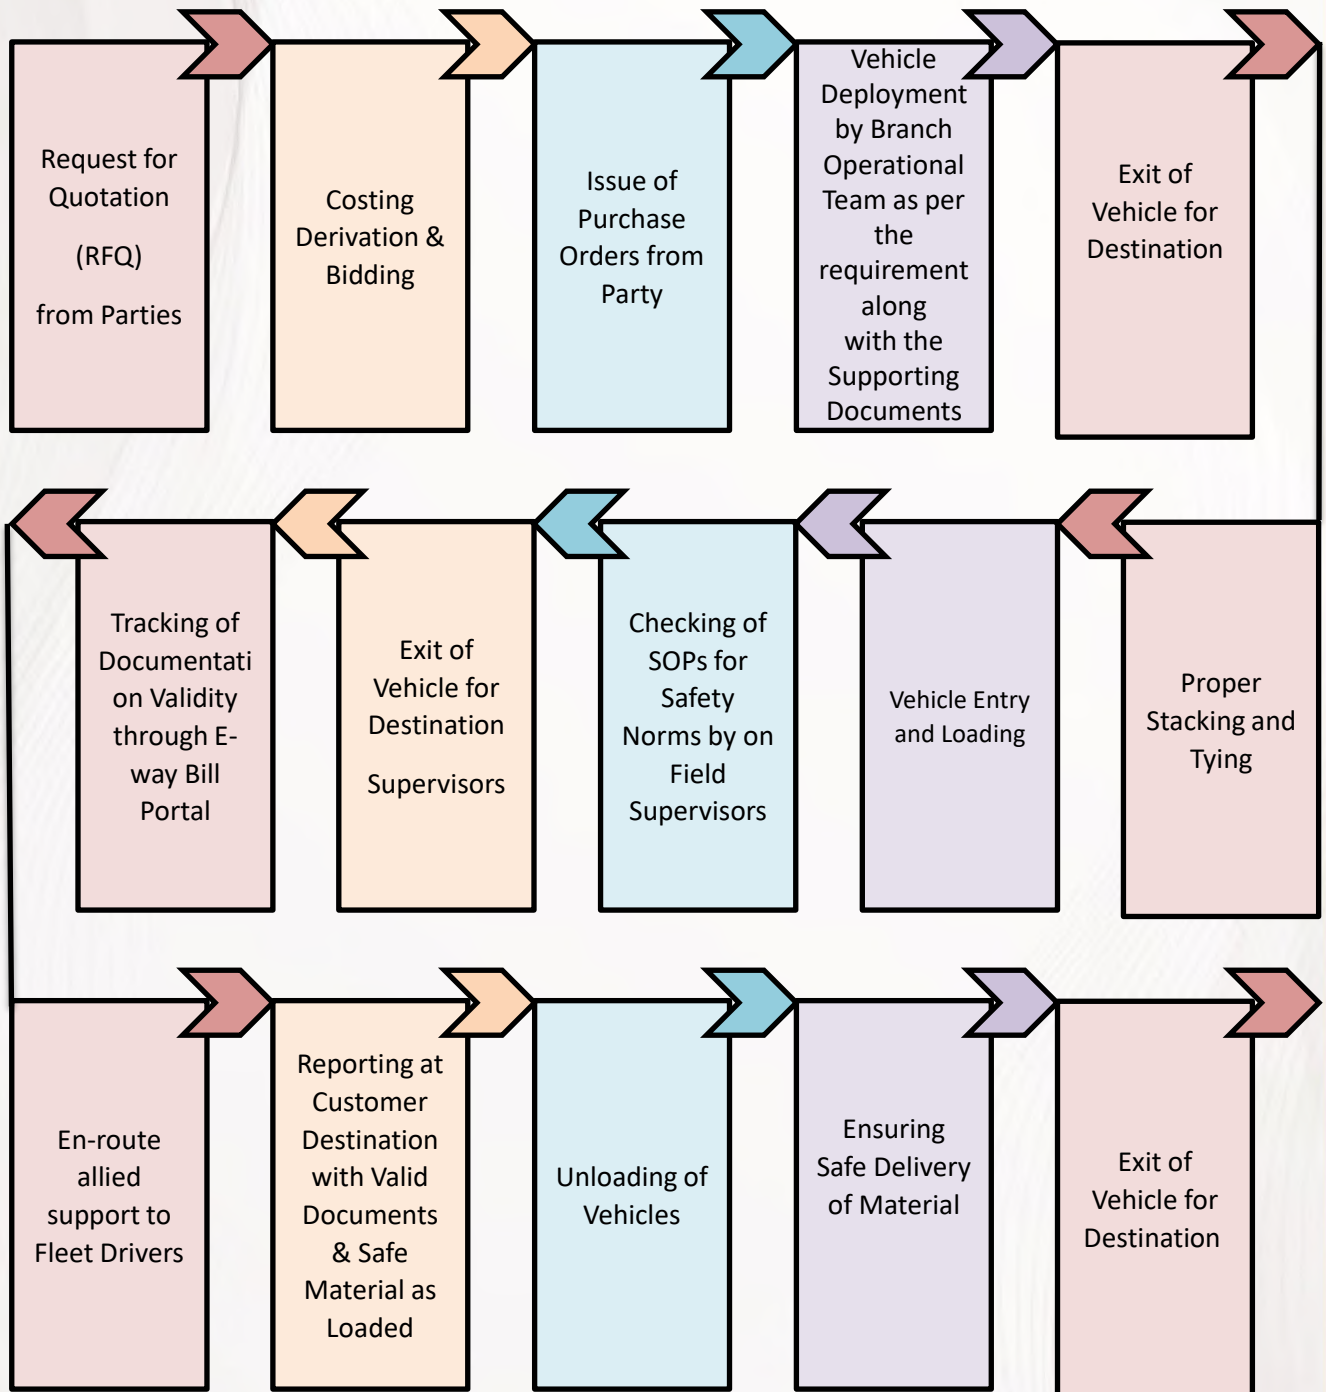 Request for
Quotation
(RFQ)
from Parties
Costing
Derivation &
Bidding
Issue of
Purchase
Orders from
Party
Vehicle
Deployment
by Branch
Operational
Team as per
the
requirement
along
with the
Supporting
Documents
Exit of
Vehicle for
Destination
Proper
Stacking and
Tying
Vehicle Entry
and Loading
Checking of
SOPs for
Safety
Norms by on
Field
Supervisors
Exit of
Vehicle for
Destination
Supervisors
Tracking of
Documentati
on Validity
through E-
way Bill
Portal
En-route
allied
support to
Fleet Drivers
Reporting at
Customer
Destination
with Valid
Documents
& Safe
Material as
Loaded
Unloading of
Vehicles
Ensuring
Safe Delivery
of Material
Exit of
Vehicle for
Destination